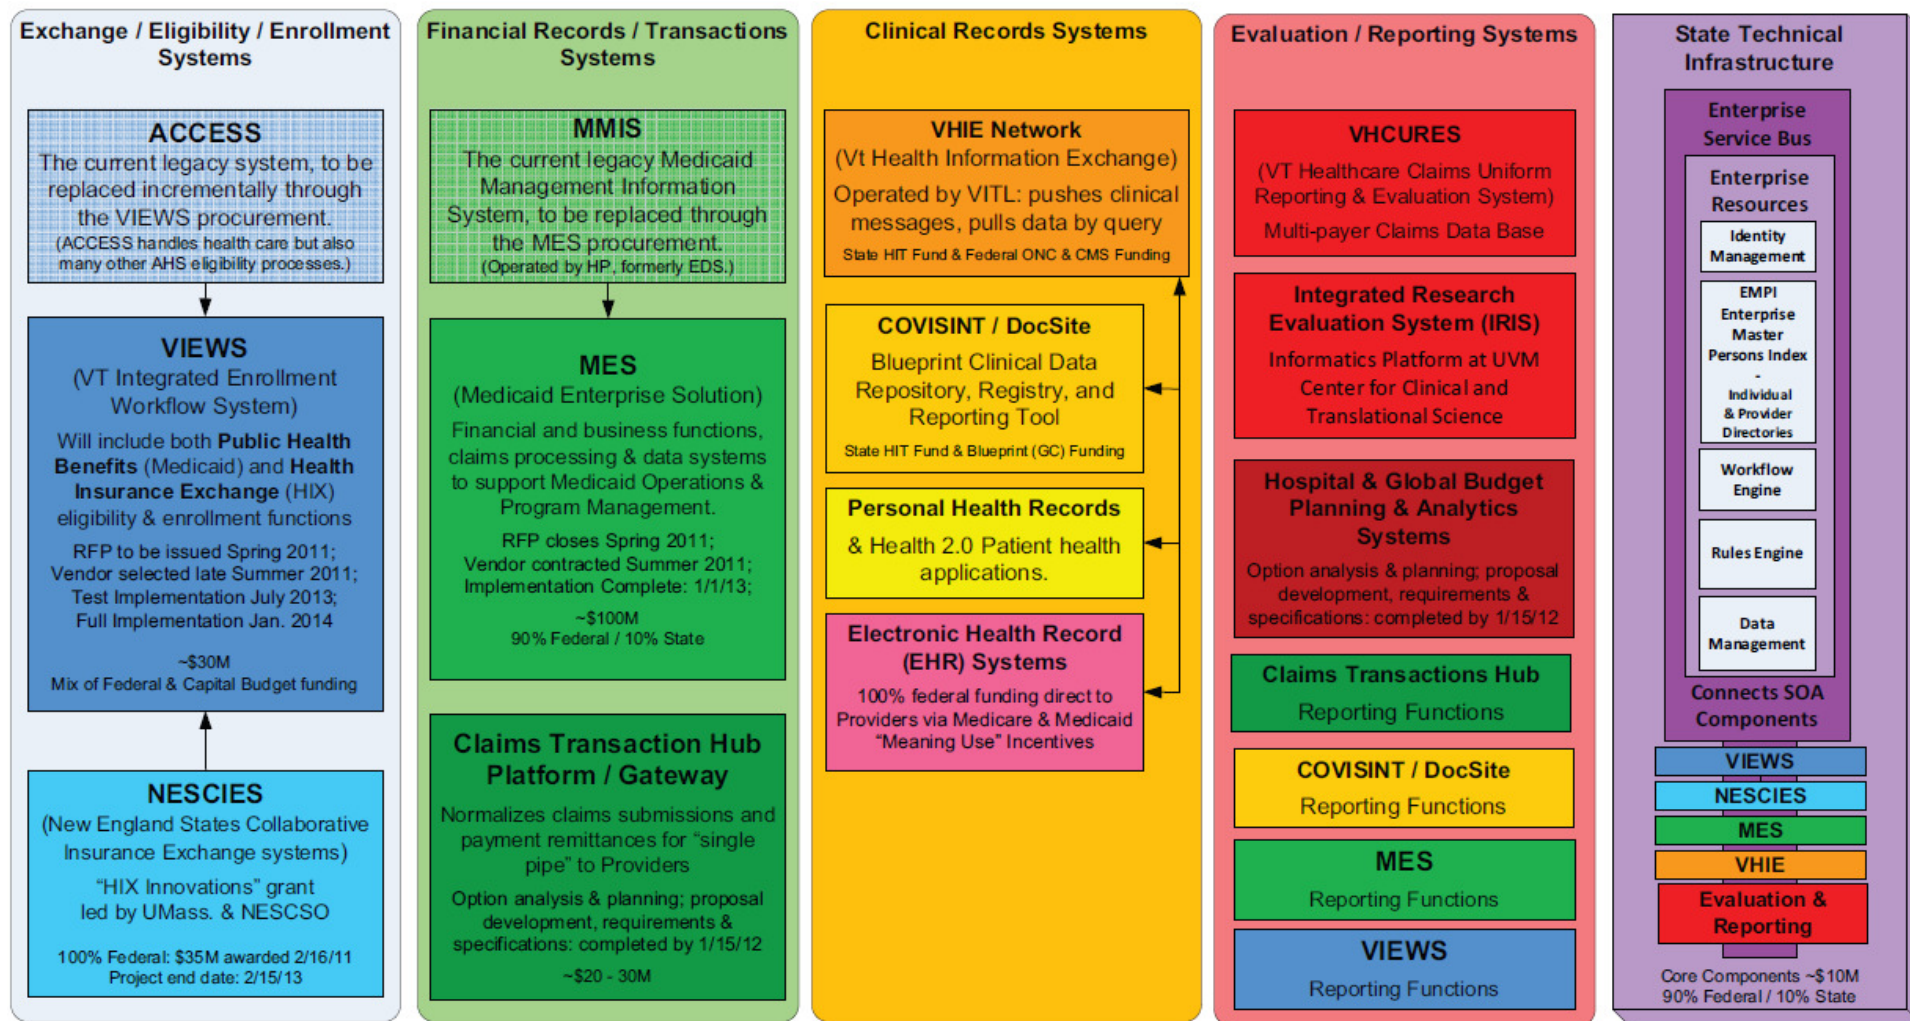 Exchange / Eligibility / Enrollment
Systems
ACCESS
The current legacy system, to be
replaced incrementally through
the VIEWS procurement.
(ACCESS handles health care but also
many other AHS eligibility processes.)
VIEWS
(VT Integrated Enrollment
Workflow System)
Will include both Public Health
Benefits (Medicaid) and Health
Insurance Exchange (HIX)
eligibility & enrollment functions
RFP to be issued Spring 2011;
Vendor selected late Summer 2011;
Test Implementation July 2013;
Full Implementation Jan. 2014
~$30M
Mix of Federal & Capital Budget funding
NESCIES
(New England States Collaborative
Insurance Exchange systems)
“HIX Innovations” grant
led by UMass. & NESCSO
100% Federal: $35M awarded 2/16/11
Project end date: 2/15/13
Financial Records / Transactions
Systems
MMIS
The current legacy Medicaid
Management Information
System, to be replaced through
the MES procurement.
(Operated by HP, formerly EDS.)
MES
(Medicaid Enterprise Solution)
Financial and business functions,
claims processing & data systems
to support Medicaid Operations &
Program Management.
RFP closes Spring 2011;
Vendor contracted Summer 2011;
Implementation Complete: 1/1/13;
~$100M
90% Federal / 10% State
Claims Transaction Hub
Platform / Gateway
Normalizes claims submissions and
payment remittances for “single
pipe” to Providers
Option analysis & planning; proposal
development, requirements &
specifications: completed by 1/15/12
~$20 - 30M
Clinical Records Systems
VHIE Network
(Vt Health Information Exchange)
Operated by VITL: pushes clinical
messages, pulls data by query
State HIT Fund & Federal ONC & CMS Funding
COVISINT / DocSite
Blueprint Clinical Data
Repository, Registry, and
Reporting Tool
State HIT Fund & Blueprint (GC) Funding
Personal Health Records
& Health 2.0 Patient health
applications.
Electronic Health Record
(EHR) Systems
100% federal funding direct to
Providers via Medicare & Medicaid
“Meaning Use” Incentives
Evaluation / Reporting Systems
VHCURES
(VT Healthcare Claims Uniform
Reporting & Evaluation System)
Multi-payer Claims Data Base
Integrated Research
Evaluation System (IRIS)
Informatics Platform at UVM
Center for Clinical and
Translational Science
Hospital & Global Budget
Planning & Analytics
Systems
Option analysis & planning; proposal
development, requirements &
specifications: completed by 1/15/12
Claims Transactions Hub
Reporting Functions
COVISINT / DocSite
Reporting Functions
MES
Reporting Functions
VIEWS
Reporting Functions
State Technical
Infrastructure
Enterprise
Service Bus
Enterprise
Resources
Identity
Management
EMPI
Enterprise
Master
Persons Index
-
Individual
& Provider
Directories
Workflow
Engine
Rules Engine
Data
Management
Connects SOA
Components
VIEWS
NESCIES
MES
VHIE
Evaluation &
Reporting
Core Components ~$10M
90% Federal / 10% State